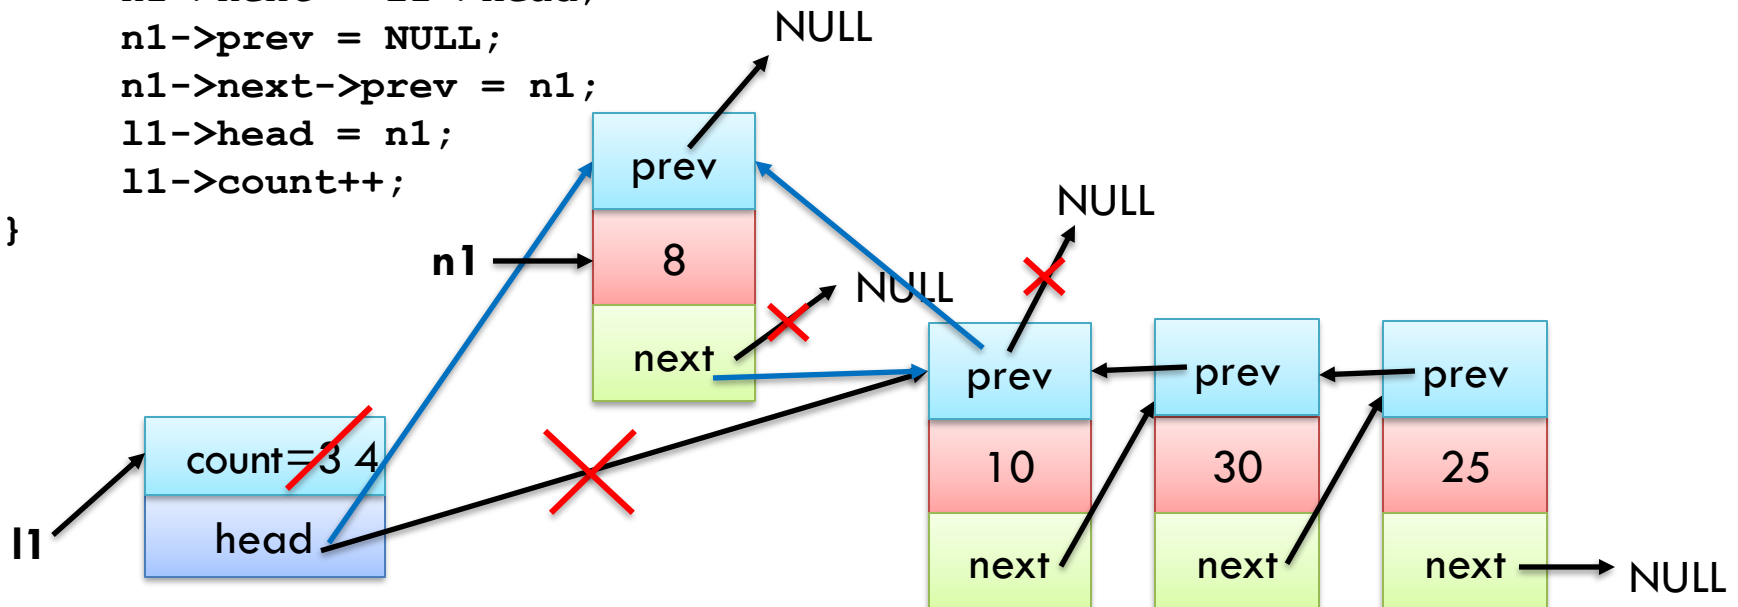 n1->prev = NULL;
n1->next->prev = n1;
l1->head = n1;
l1->count++;
}
NULL
prev
n1
8
NULL
next
NULL
count=3 4
l1
head
prev
10
next
prev
30
next
prev
25
next
NULL